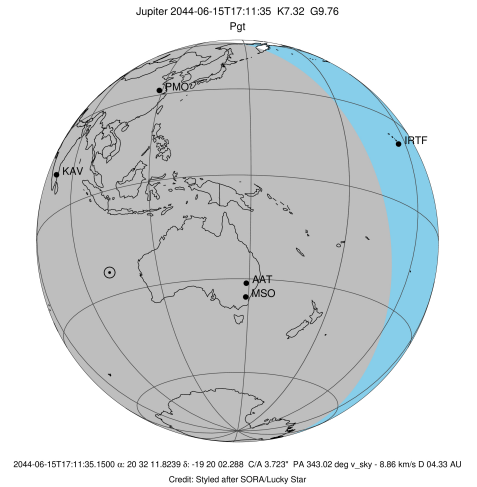 Jupiter 2044-06-15T17:11:35 K7.32 G9.76
Pgt
PMO
IRTF
KAV
AAT
MSO
2044-06-15T17:11:35.1500 α: 20 32 11.8239 δ: -19 20 02.288 C/A 3.723" PA 343.02 deg v_sky - 8.86 km/s D 04.33 AU
Credit: Styled after SORA/Lucky Star